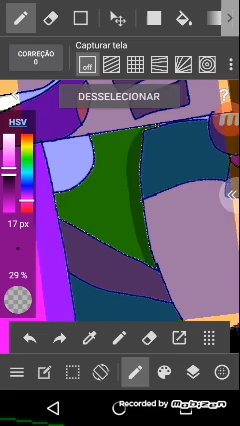 CORREÇÃO
0
Capturar tela
off
DESSELECIONAR
HSV
17 px
29 %
Recorded by mobizen